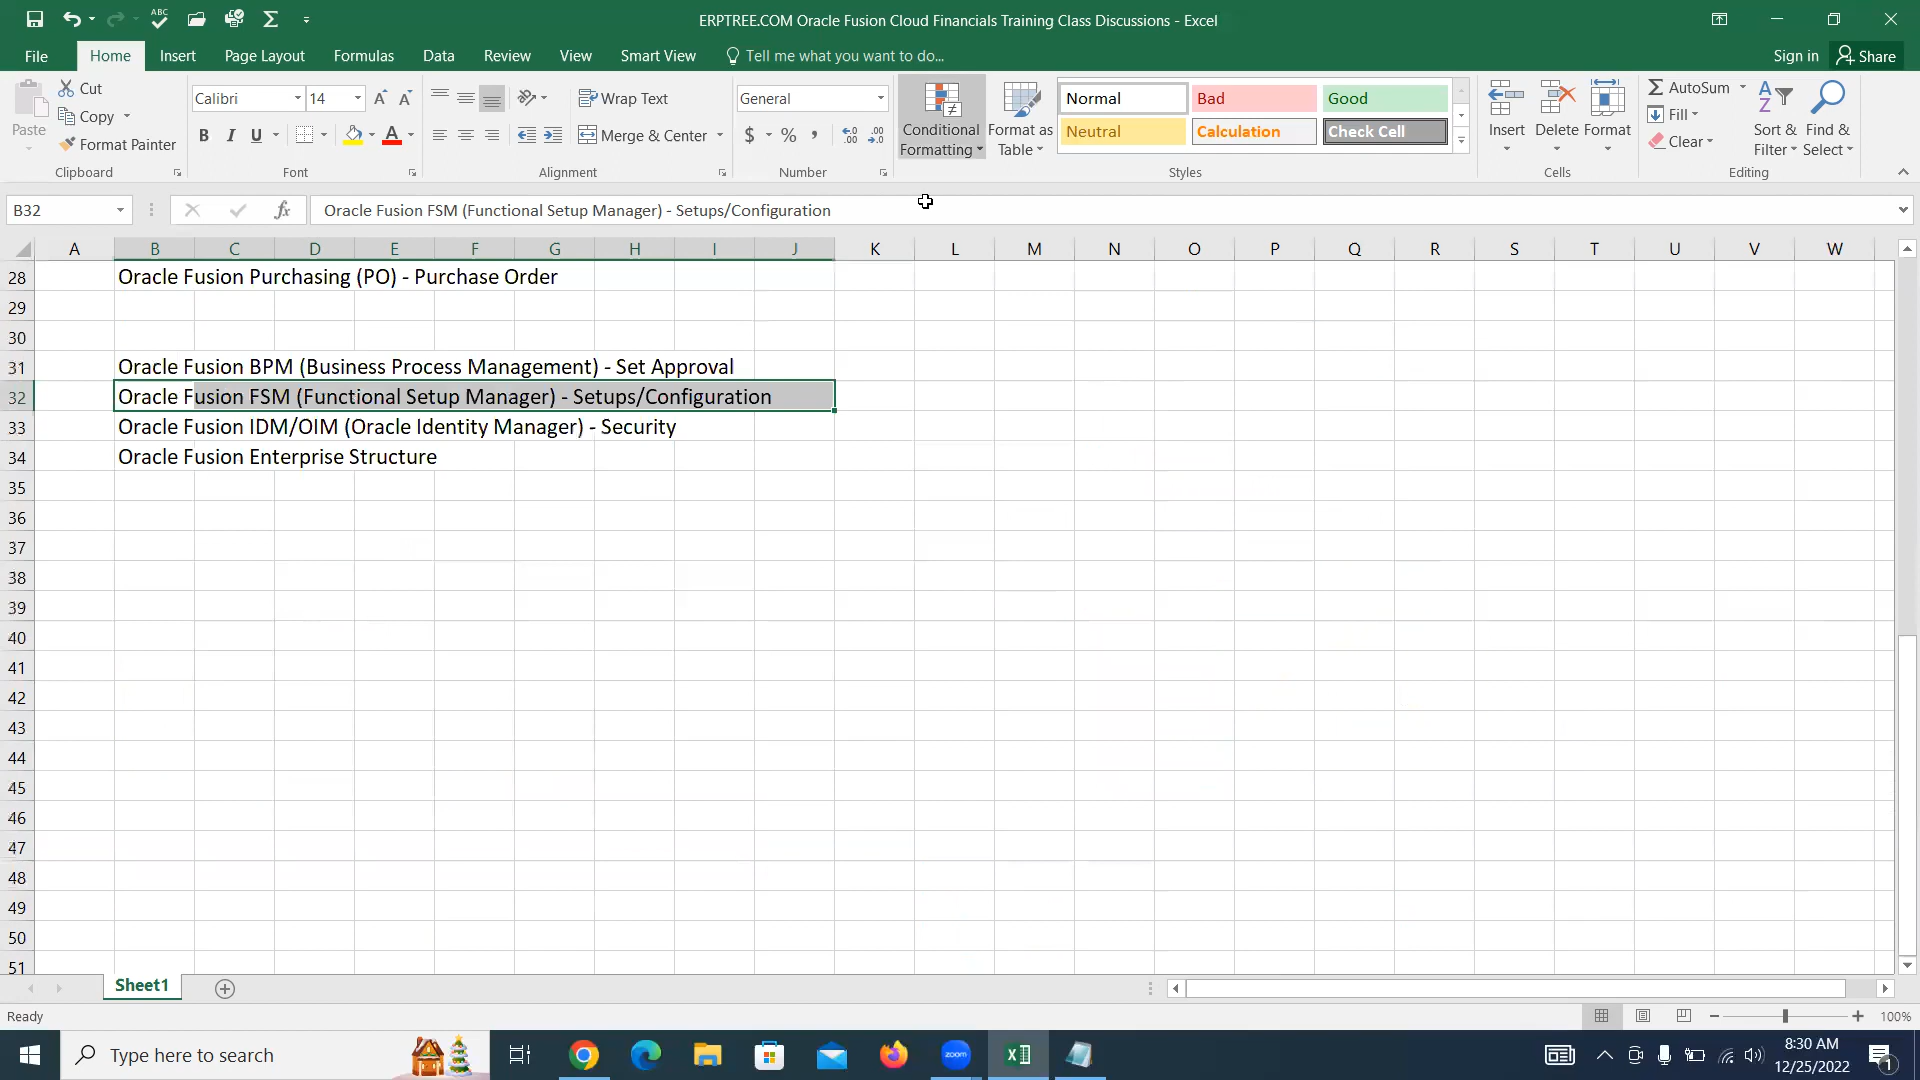 ERPTREE.COM Oracle Fusion Cloud Financials Training Class Discussions - Excel
File Home Insert Page Layout Formulas Data Review View Smart View Tell me what you want to do... Sign in Share
Paste Cut Copy Format Painter Clipboard
Calibri 14 B I U A Font
Wrap Text Merge & Center Alignment
General $ % , Number
Conditional Formatting Format as Table
Normal Bad Good
Neutral Calculation Check Cell
Styles
Insert Delete Format Cells
AutoSum Fill Clear Sort & Filter Find & Select Editing
B32 fx Oracle Fusion FSM (Functional Setup Manager) - Setups/Configuration
A B C D E F G H I J K L M N O P Q R S T U V W
28 Oracle Fusion Purchasing (PO) - Purchase Order
29
30
31 Oracle Fusion BPM (Business Process Management) - Set Approval
32 Oracle Fusion FSM (Functional Setup Manager) - Setups/Configuration
33 Oracle Fusion IDM/OIM (Oracle Identity Manager) - Security
34 Oracle Fusion Enterprise Structure
35
36
37
38
39
40
41
42
43
44
45
46
47
48
49
50
51
Sheet1
Ready 100%
Type here to search zoom 8:30 AM
12/25/2022 1